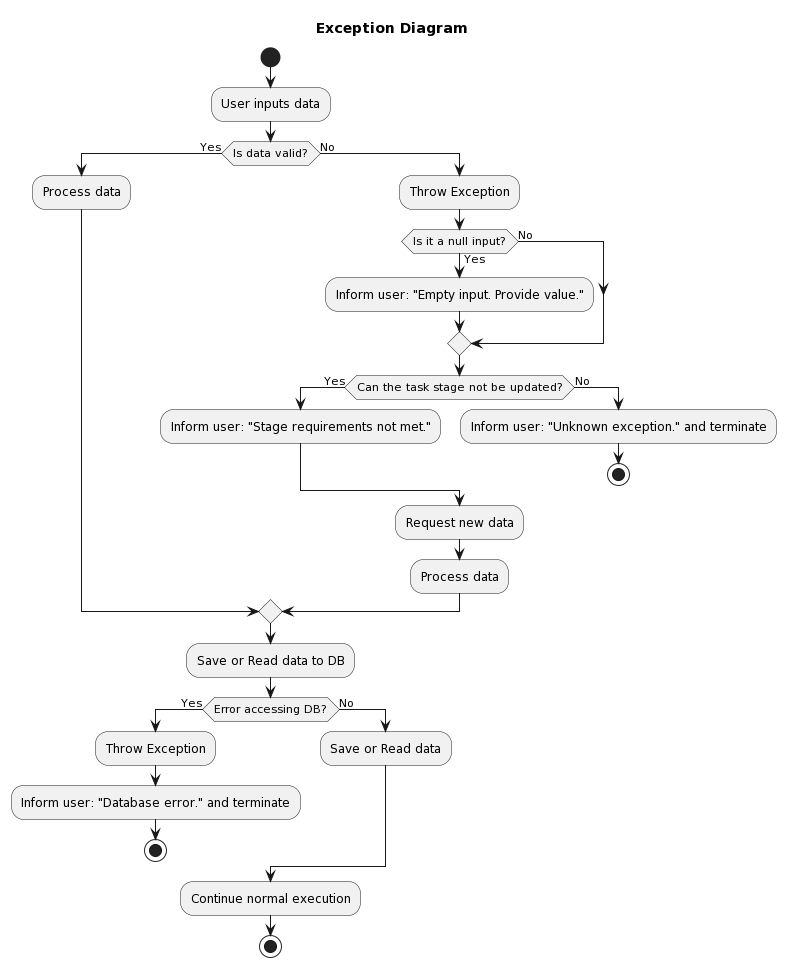 Exception Diagram
User inputs data
Is data valid?
Yes
No
Process data
Throw Exception
Is it a null input?
No
Yes
Inform user: "Empty input. Provide value."
Can the task stage not be updated?
Yes
No
Inform user: "Stage requirements not met."
Inform user: "Unknown exception." and terminate
Request new data
Process data
Save or Read data to DB
Error accessing DB?
Yes
No
Throw Exception
Save or Read data
Inform user: "Database error." and terminate
Continue normal execution